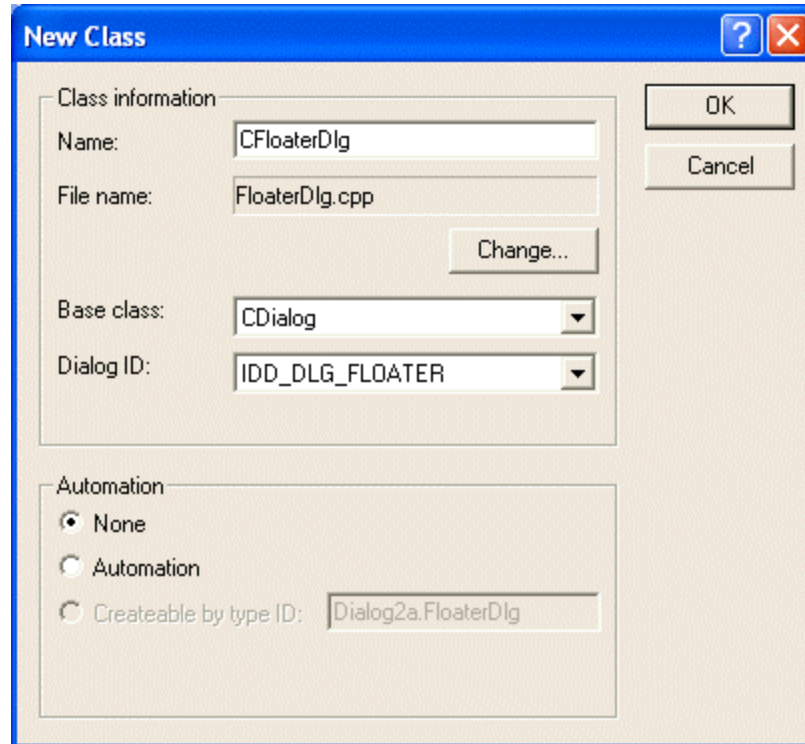 New Class
Class information
Name: CFloaterDlg
File name: FloaterDlg.cpp
Change...
Base class: CDialog
Dialog ID: IDD_DLG_FLOATER
OK
Cancel
Automation
None
Automation
Createable by type ID: Dialog2a.FloaterDlg